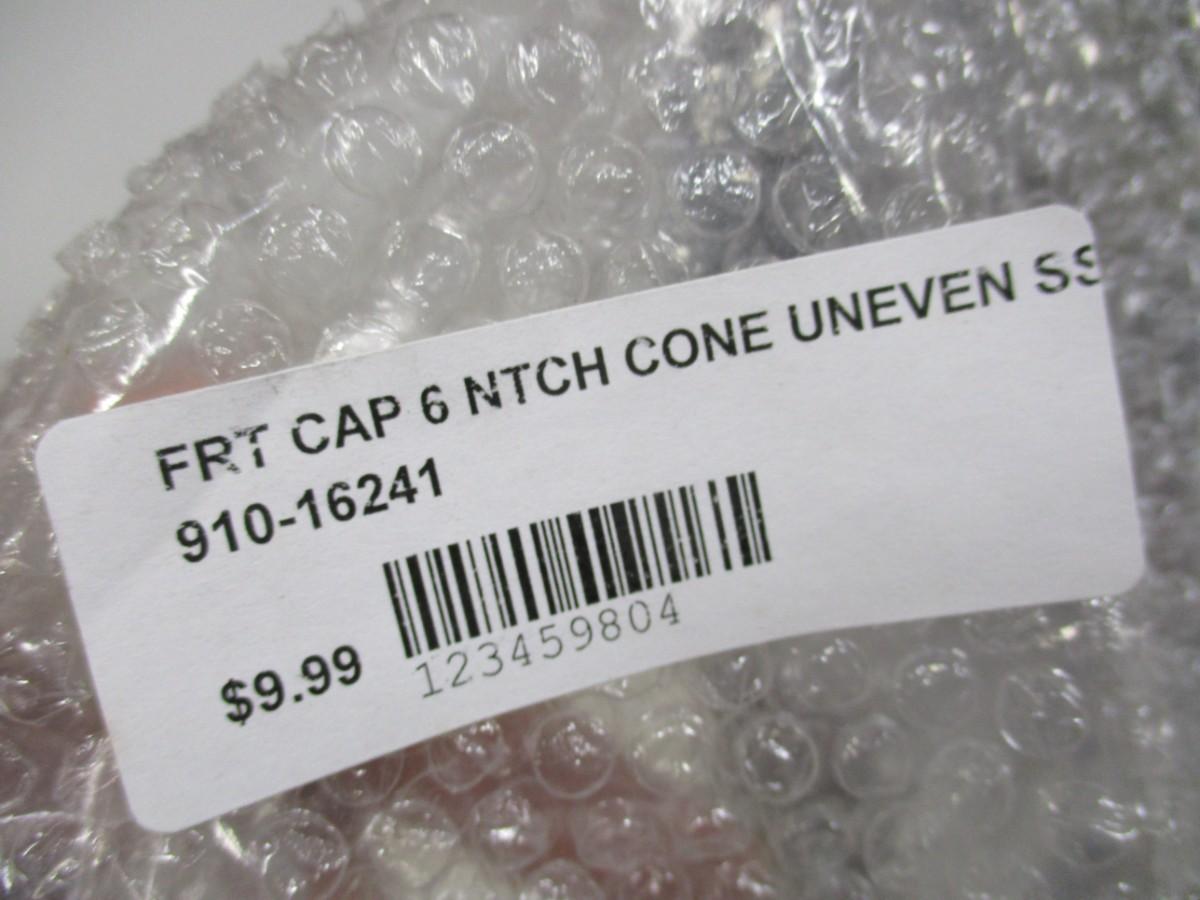 FRT CAP 6 NTCH CONE UNEVEN SS
910-16241
$9.99
123459804